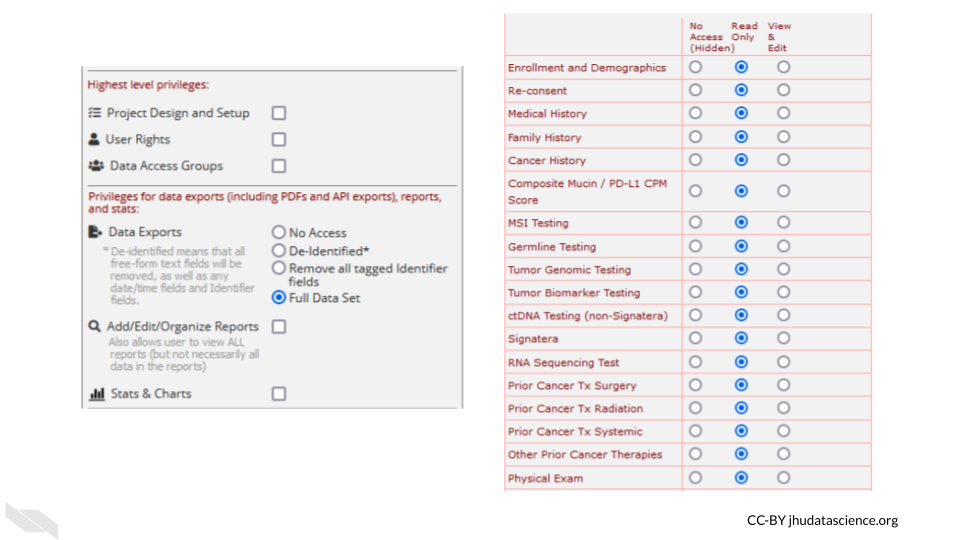 Highest level privileges:
Project Design and Setup
User Rights
Data Access Groups
Privileges for data exports (including PDFs and API exports), reports,
and stats:
Data Exports
* De-identified means that all
free-form text fields will be
removed, as well as any
date/time fields and Identifier
fields.
No Access
De-Identified*
Remove all tagged Identifier
fields
Full Data Set
Add/Edit/Organize Reports
Also allows user to view ALL
reports (but not necessarily all
data in the reports)
Stats & Charts
No Read View
Access Only &
(Hidden) Edit
Enrollment and Demographics
Re-consent
Medical History
Family History
Cancer History
Composite Mucin / PD-L1 CPM
Score
MSI Testing
Germline Testing
Tumor Genomic Testing
Tumor Biomarker Testing
ctDNA Testing (non-Signatera)
Signatera
RNA Sequencing Test
Prior Cancer Tx Surgery
Prior Cancer Tx Radiation
Prior Cancer Tx Systemic
Other Prior Cancer Therapies
Physical Exam
CC-BY jhudatascience.org